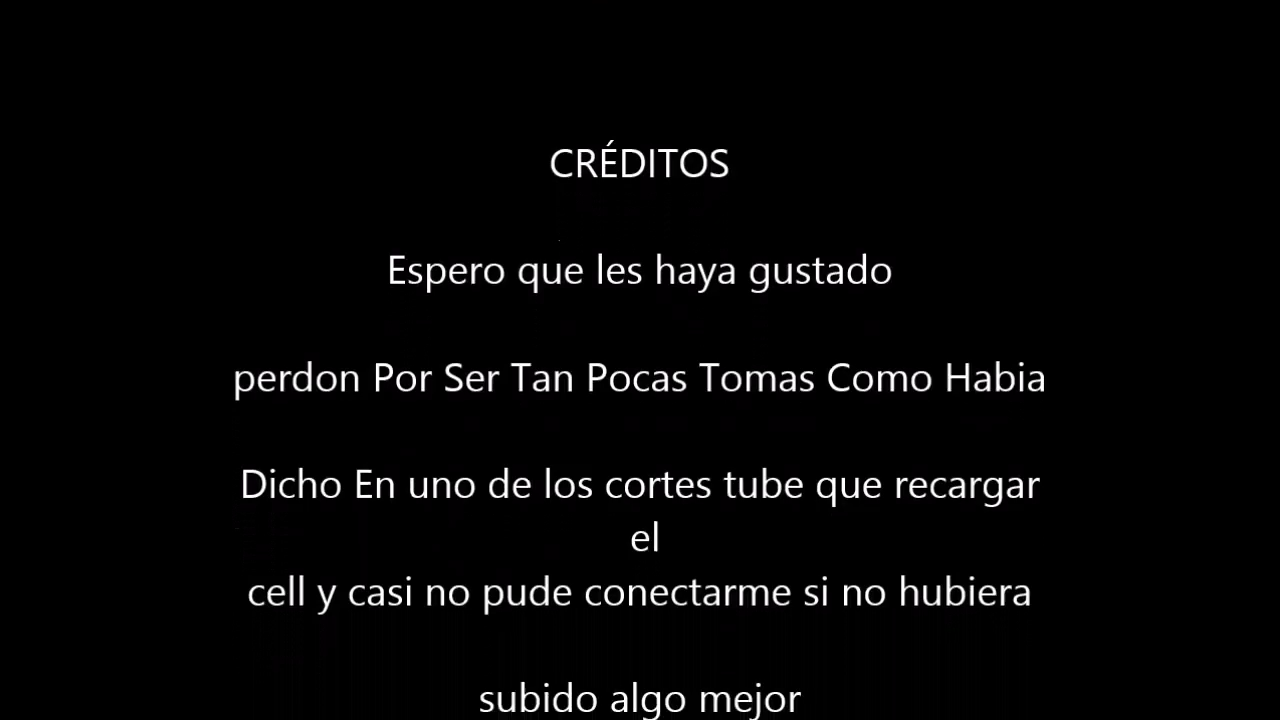 CRÉDITOS
Espero que les haya gustado
perdon Por Ser Tan Pocas Tomas Como Habia
Dicho En uno de los cortes tube que recargar
el
cell y casi no pude conectarme si no hubiera
subido algo mejor